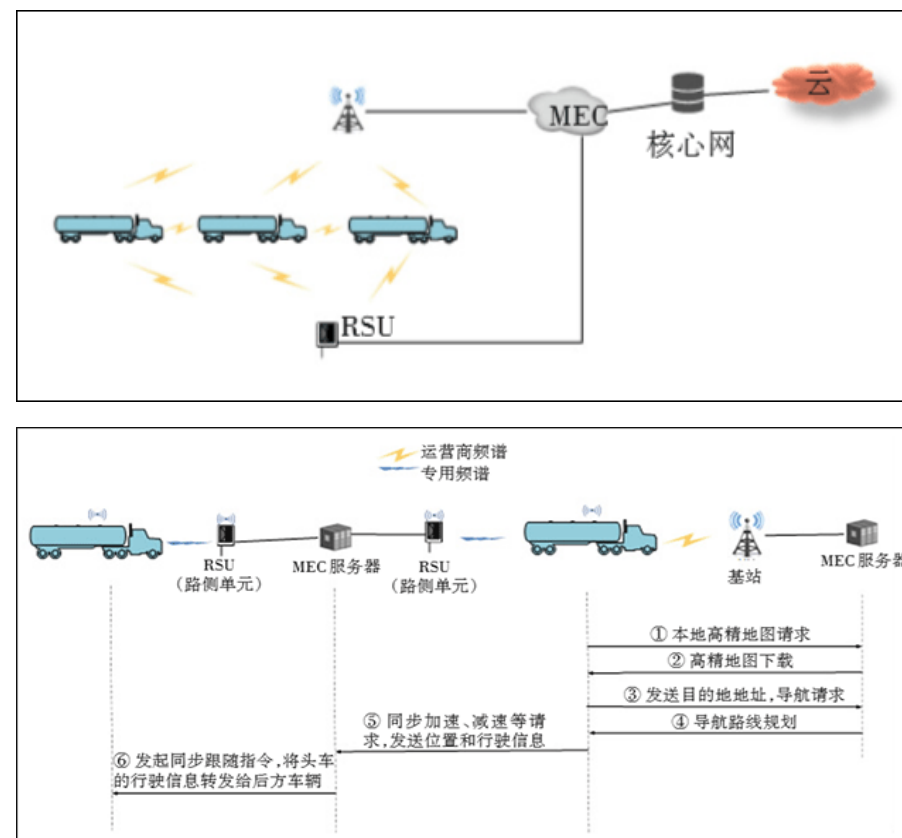 云
MEC
核心网
RSU
运营商频谱
专用频谱
RSU
(路侧单元)
MEC服务器
RSU
(路侧单元)
基站
MEC服务器
① 本地高精地图请求
② 高精地图下载
③ 发送目的地地址,导航请求
④ 导航路线规划
⑤ 同步加速、减速等请
求,发送位置和行驶信息
⑥ 发起同步跟随指令,将头车
的行驶信息转发给后方车辆